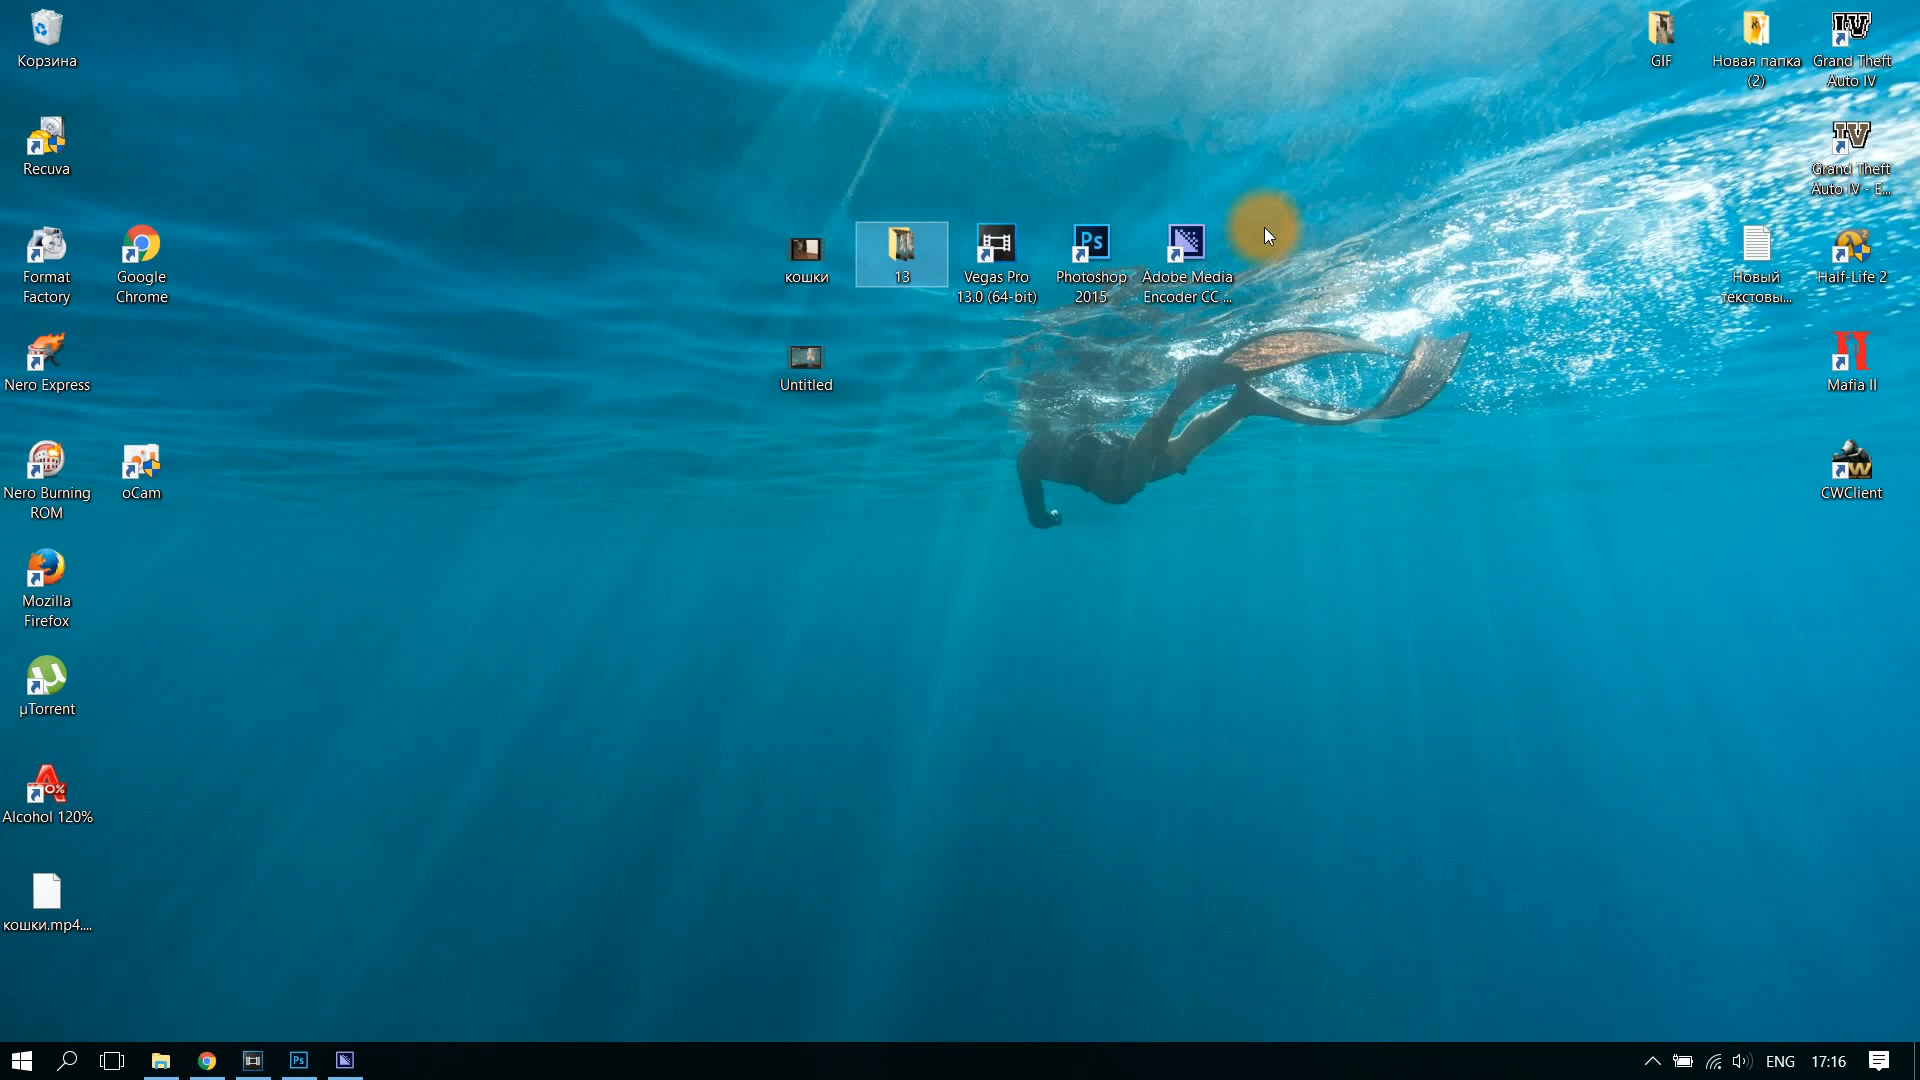 Корзина
GIF
Новая папка
(2)
Grand Theft
Auto IV
Recuva
Grand Theft
Auto IV - E...
Format
Factory
Google
Chrome
кошки
13
Vegas Pro
13.0 (64-bit)
Photoshop
2015
Adobe Media
Encoder CC ...
Новый
текстовы...
Half-Life 2
Nero Express
Untitled
Mafia II
Nero Burning
ROM
oCam
CWClient
Mozilla
Firefox
µTorrent
Alcohol 120%
кошки.mp4....
ENG
17:16